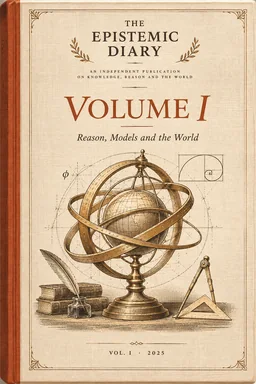 THE
EPISTEMIC
DIARY
AN INDEPENDENT PUBLICATION
ON KNOWLEDGE, REASON AND THE WORLD
VOLUME I
Reason, Models and the World
φ
VOL. I · 2025